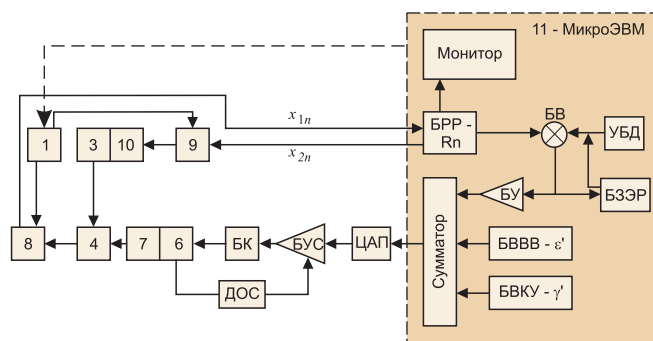 11 - МикроЭВМ
Монитор
x1n
БРР -
Rn
БВ
УБД
1
3
10
9
x2n
БУ
БЗЭР
Сумматор
8
4
7
6
БК
БУС
ЦАП
БВВВ - ε'
ДОС
БВКУ - γ'